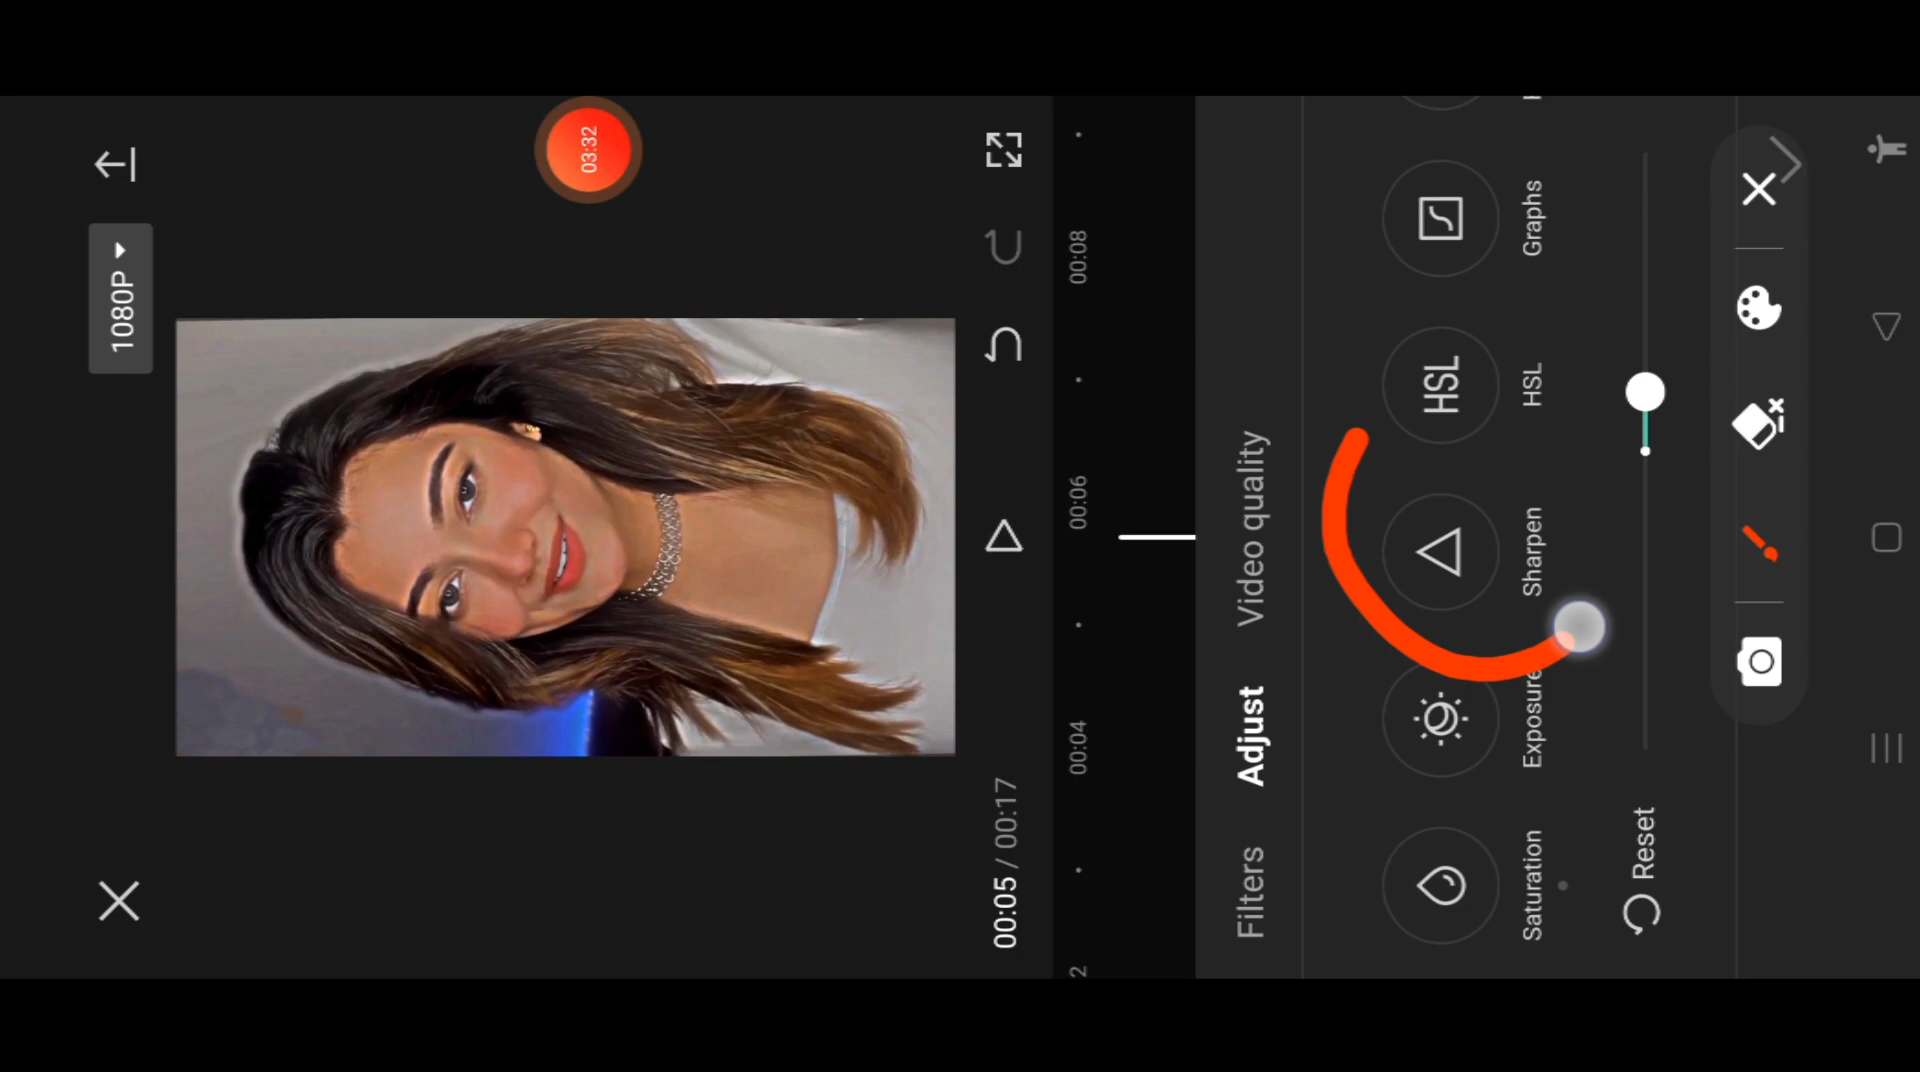 1080P
03:32
00:05 / 00:17
2
00:04
00:06
00:08
Filters
Adjust
Video quality
Saturation
Exposure
Sharpen
HSL
HSL
Graphs
Reset